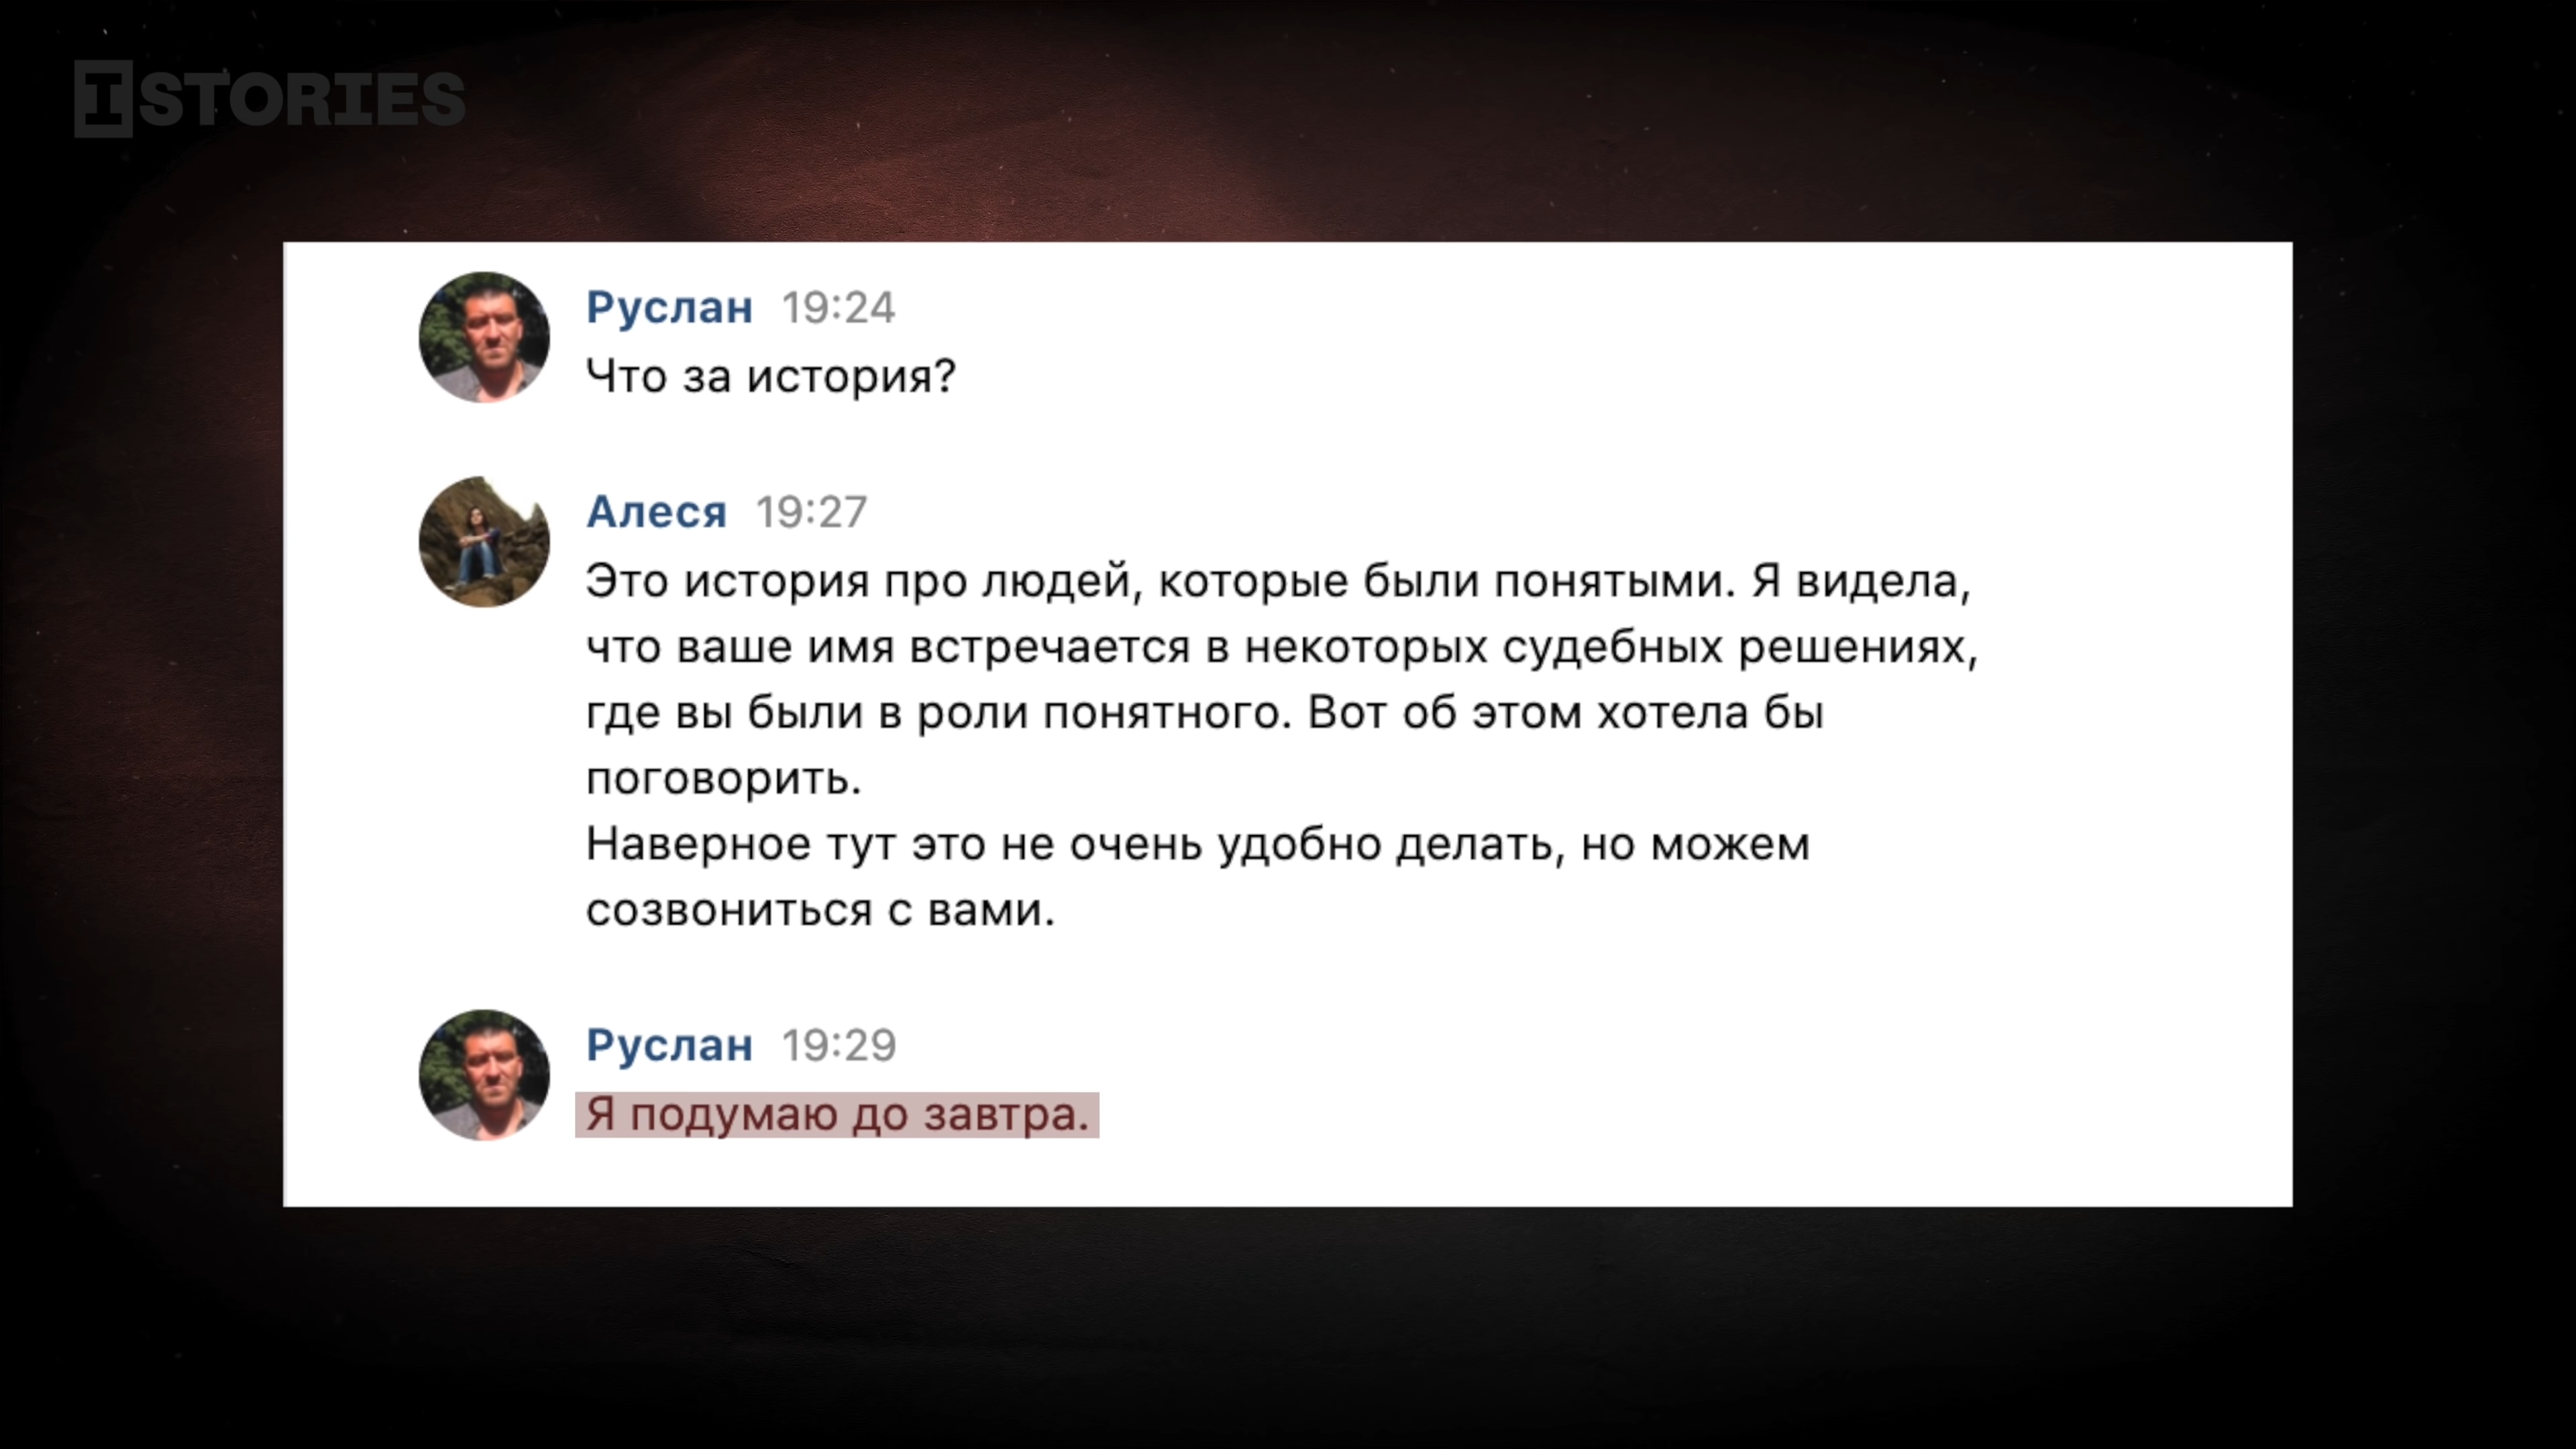 ISTORIES
Руслан 19:24
Что за история?
Алеся 19:27
Это история про людей, которые были понятыми. Я видела,
что ваше имя встречается в некоторых судебных решениях,
где вы были в роли понятного. Вот об этом хотела бы
поговорить.
Наверное тут это не очень удобно делать, но можем
созвониться с вами.
Руслан 19:29
Я подумаю до завтра.